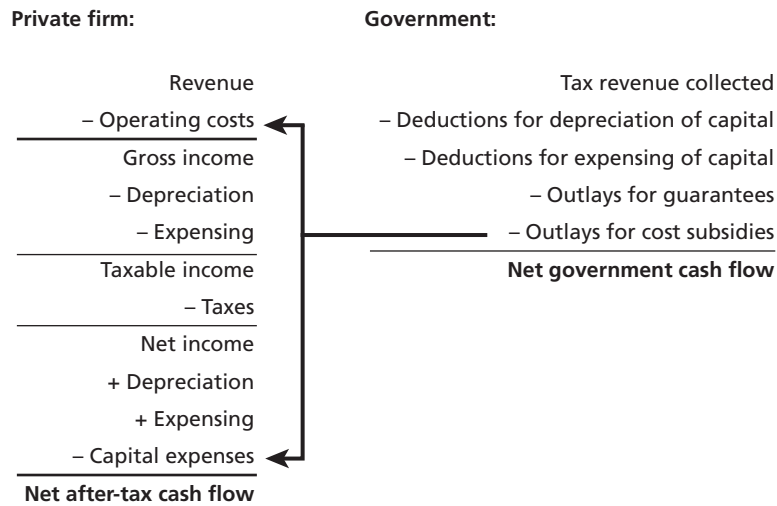 Private firm:
Revenue
– Operating costs
Gross income
– Depreciation
– Expensing
Taxable income
– Taxes
Net income
+ Depreciation
+ Expensing
– Capital expenses
Net after-tax cash flow
Government:
Tax revenue collected
– Deductions for depreciation of capital
– Deductions for expensing of capital
– Outlays for guarantees
– Outlays for cost subsidies
Net government cash flow